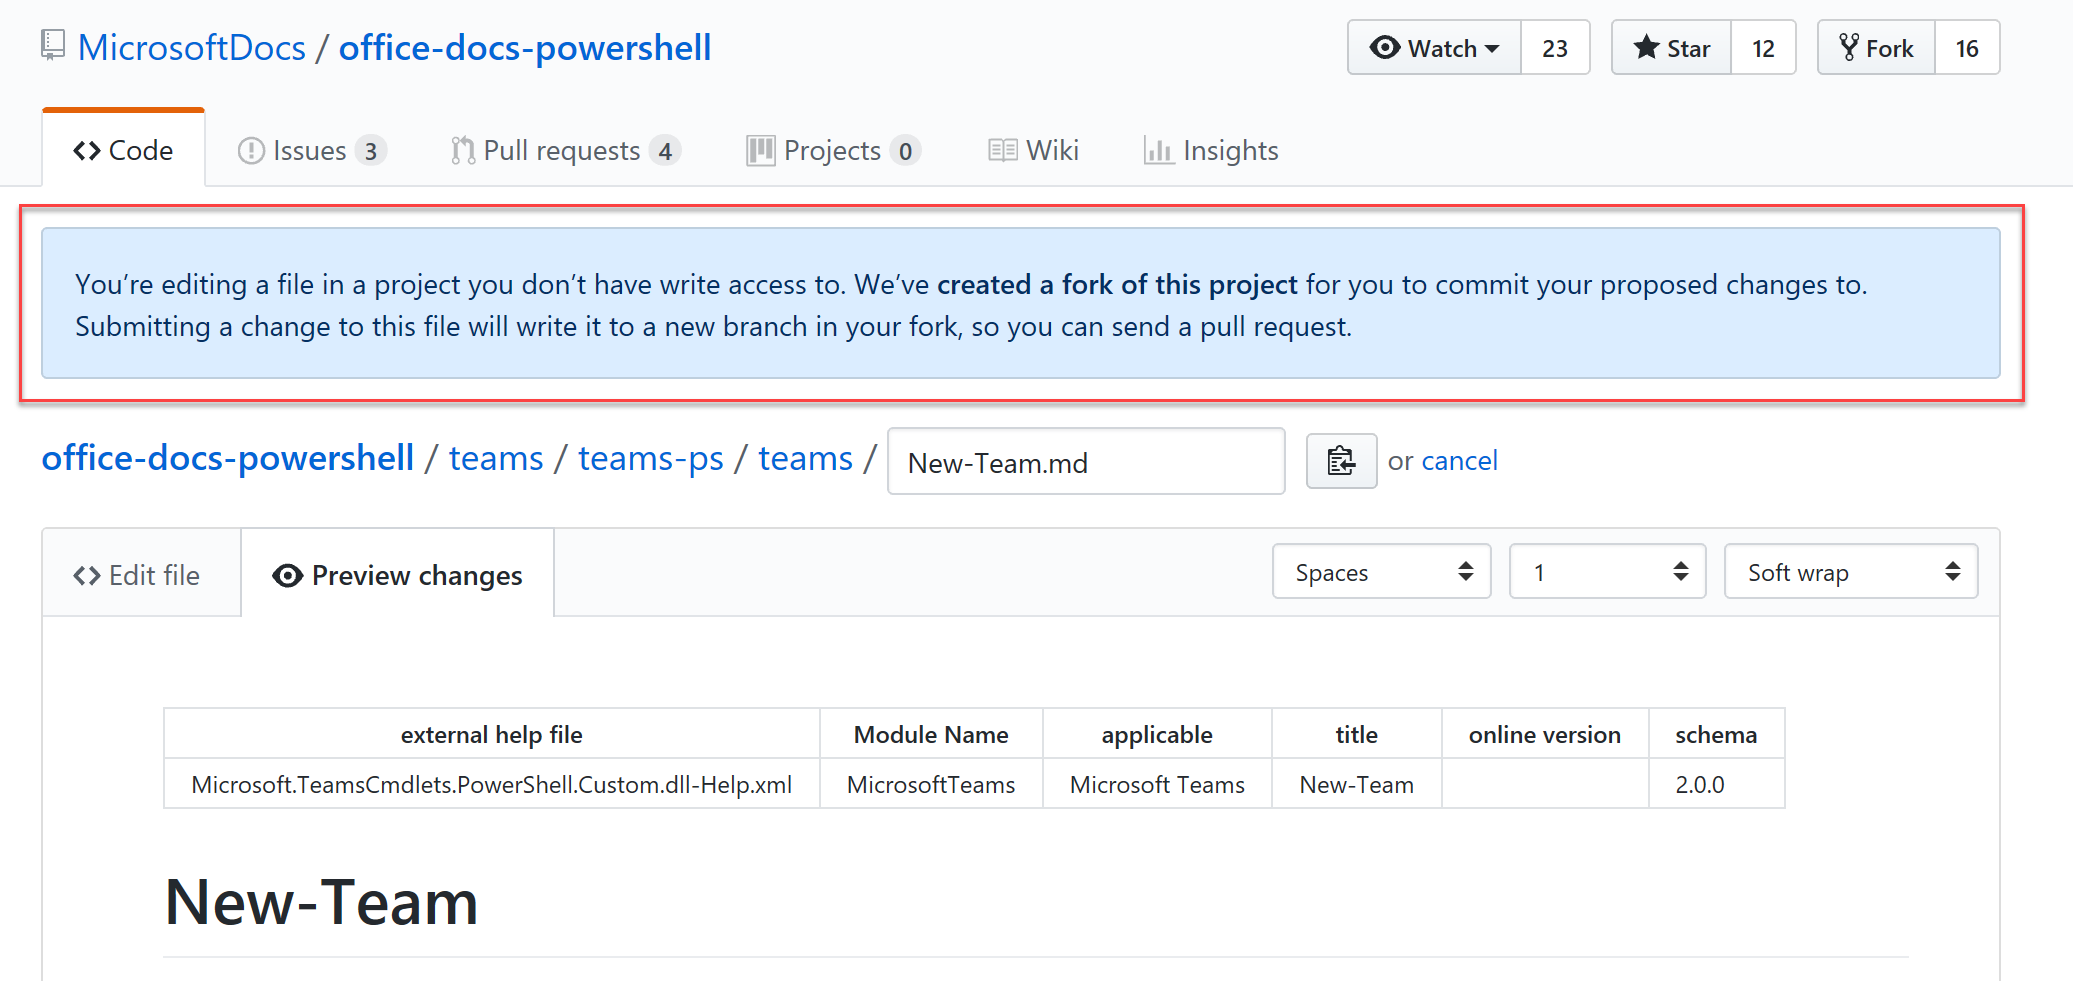 MicrosoftDocs / office-docs-powershell
Watch 23 Star 12 Fork 16
Code Issues 3 Pull requests 4 Projects 0 Wiki Insights
You’re editing a file in a project you don’t have write access to. We’ve created a fork of this project for you to commit your proposed changes to.
Submitting a change to this file will write it to a new branch in your fork, so you can send a pull request.
office-docs-powershell / teams / teams-ps / teams / New-Team.md or cancel
Edit file Preview changes Spaces 1 Soft wrap
external help file Module Name applicable title online version schema
Microsoft.TeamsCmdlets.PowerShell.Custom.dll-Help.xml MicrosoftTeams Microsoft Teams New-Team 2.0.0
New-Team